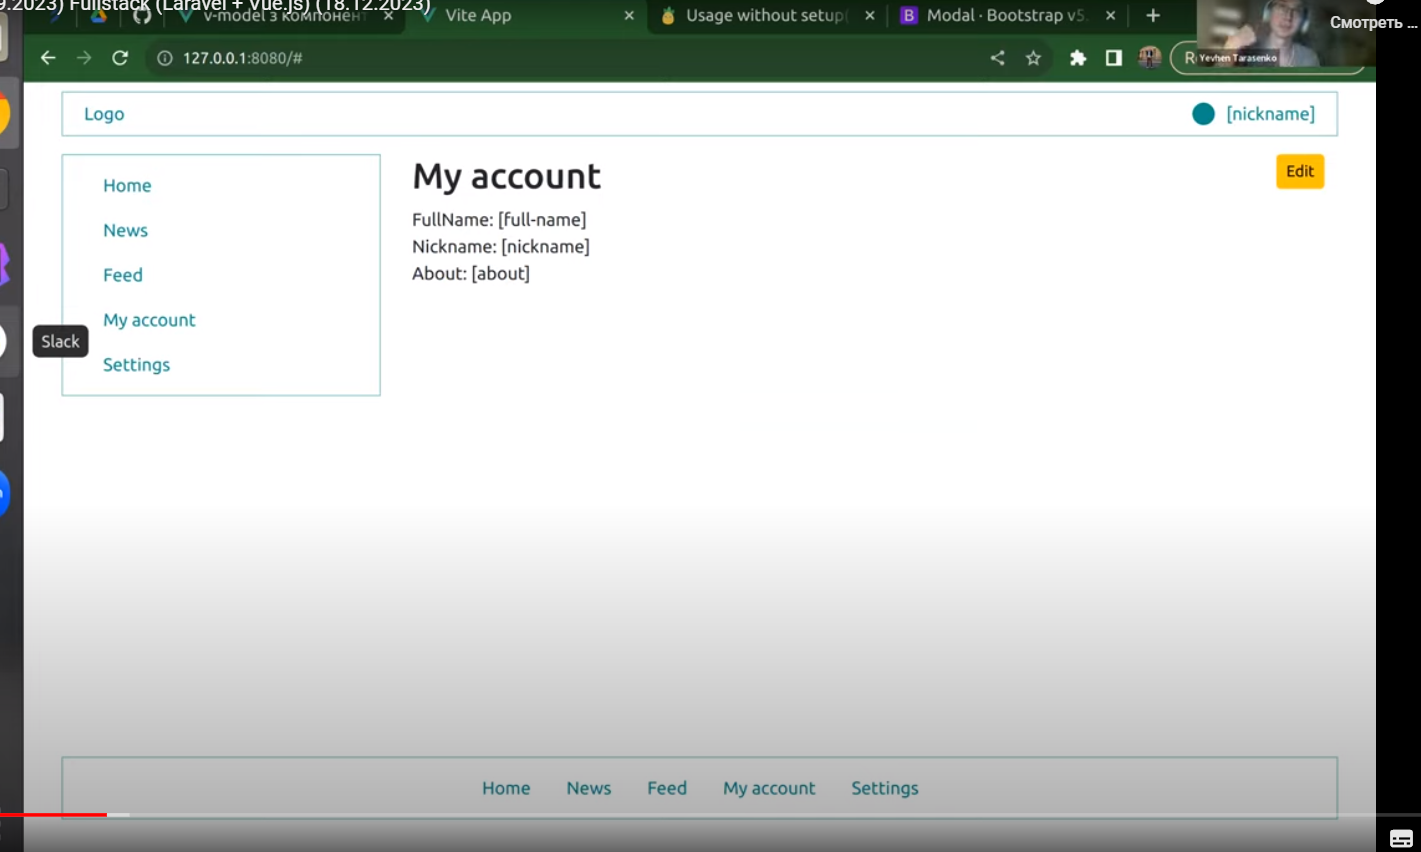 9.2023) Fullstack (Laravel + Vue.js) (18.12.2023)
v-model з компонент
Vite App
Usage without setup(
Modal · Bootstrap v5.
Смотреть ...
127.0.0.1:8080/#
Yevhen Tarasenko
Logo
[nickname]
Home
News
Feed
My account
Settings
Slack
My account
Edit
FullName: [full-name]
Nickname: [nickname]
About: [about]
Home News Feed My account Settings